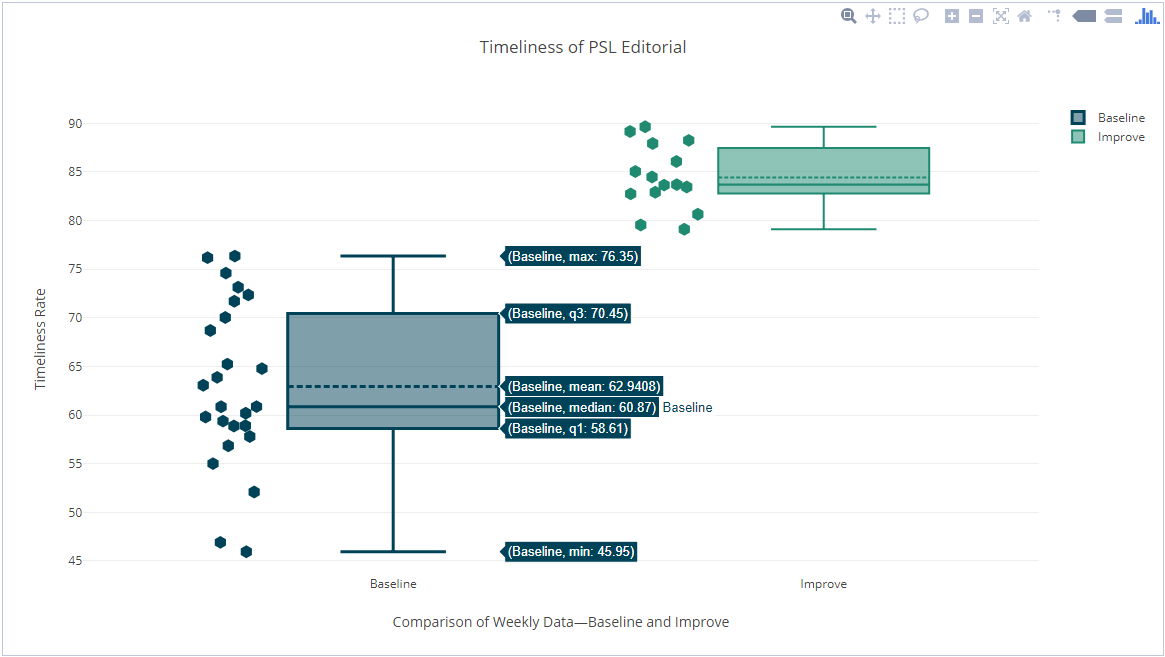 Timeliness of PSL Editorial
Baseline
Improve
90
85
80
75
70
65
60
55
50
45
Timeliness Rate
(Baseline, max: 76.35)
(Baseline, q3: 70.45)
(Baseline, mean: 62.9408)
(Baseline, median: 60.87) Baseline
(Baseline, q1: 58.61)
(Baseline, min: 45.95)
Baseline
Improve
Comparison of Weekly Data—Baseline and Improve